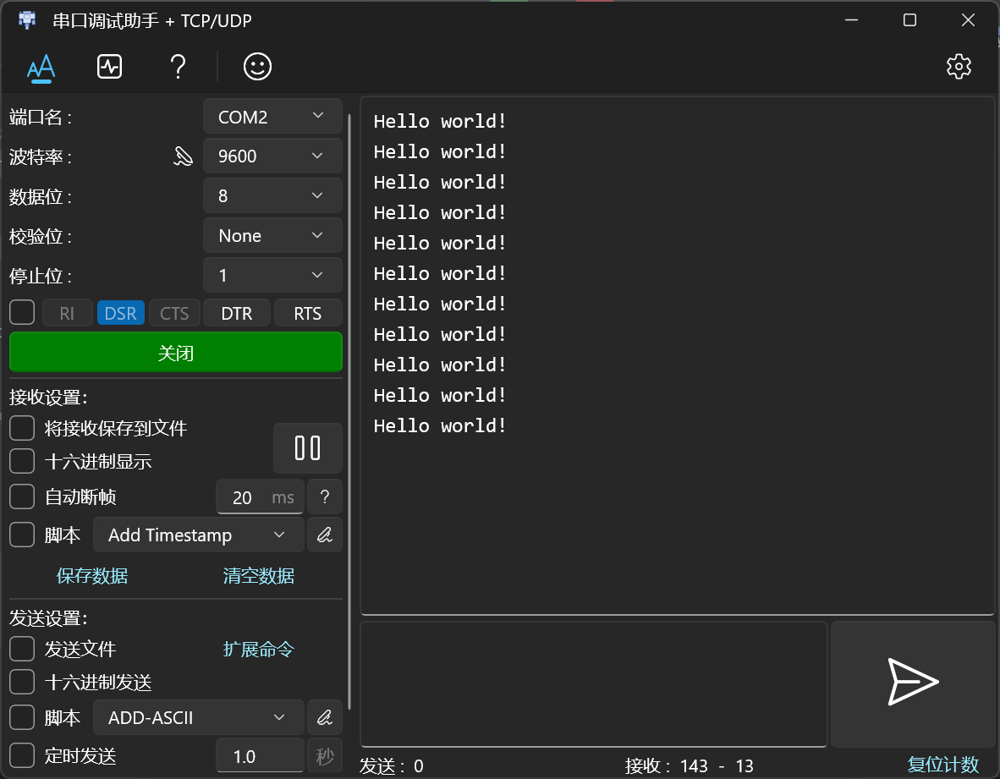 串口调试助手 + TCP/UDP
端口名 : COM2
波特率 : 9600
数据位 : 8
校验位 : None
停止位 : 1
RI DSR CTS DTR RTS
关闭
接收设置:
将接收保存到文件
十六进制显示
自动断帧 20 ms ?
脚本 Add Timestamp
保存数据 清空数据
发送设置:
发送文件 扩展命令
十六进制发送
脚本 ADD-ASCII
定时发送 1.0 秒
Hello world!
Hello world!
Hello world!
Hello world!
Hello world!
Hello world!
Hello world!
Hello world!
Hello world!
Hello world!
Hello world!
发送 : 0 接收 : 143 - 13 复位计数